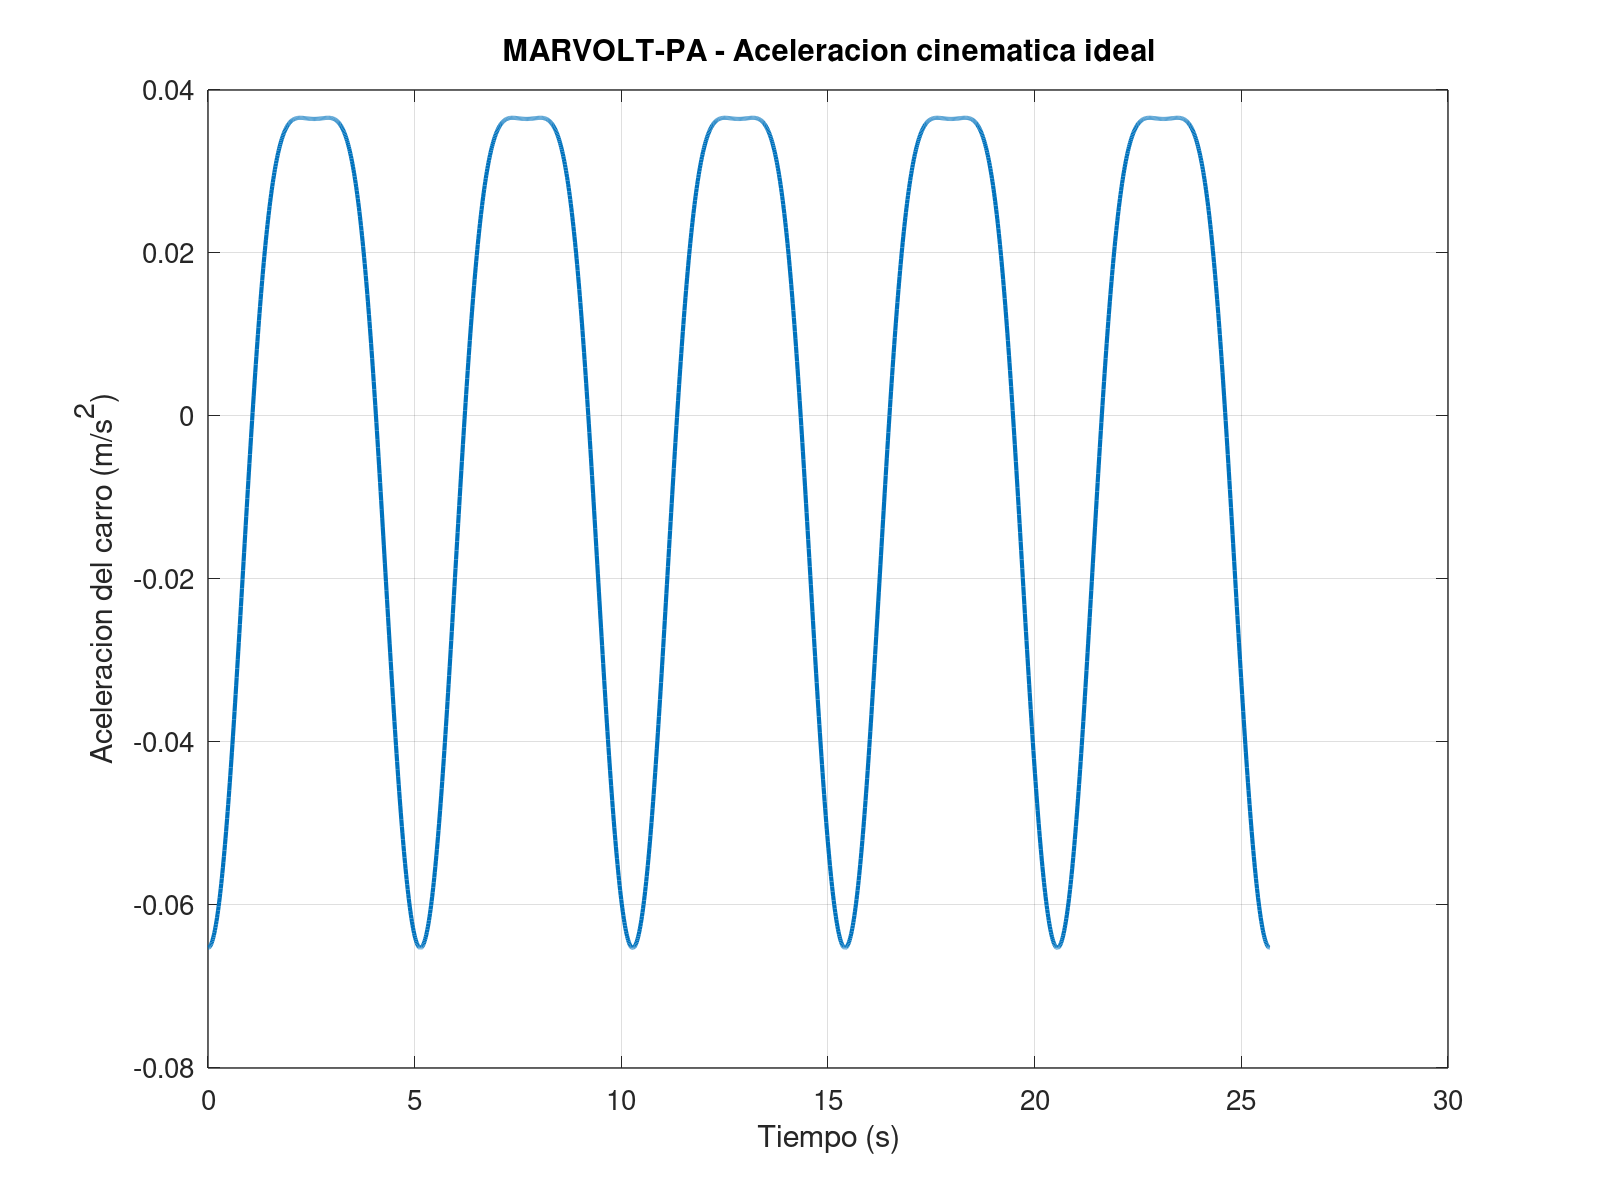 MARVOLT-PA - Aceleracion cinematica ideal
0.04
0.02
0
-0.02
-0.04
-0.06
-0.08
Aceleracion del carro (m/s²)
0 5 10 15 20 25 30
Tiempo (s)